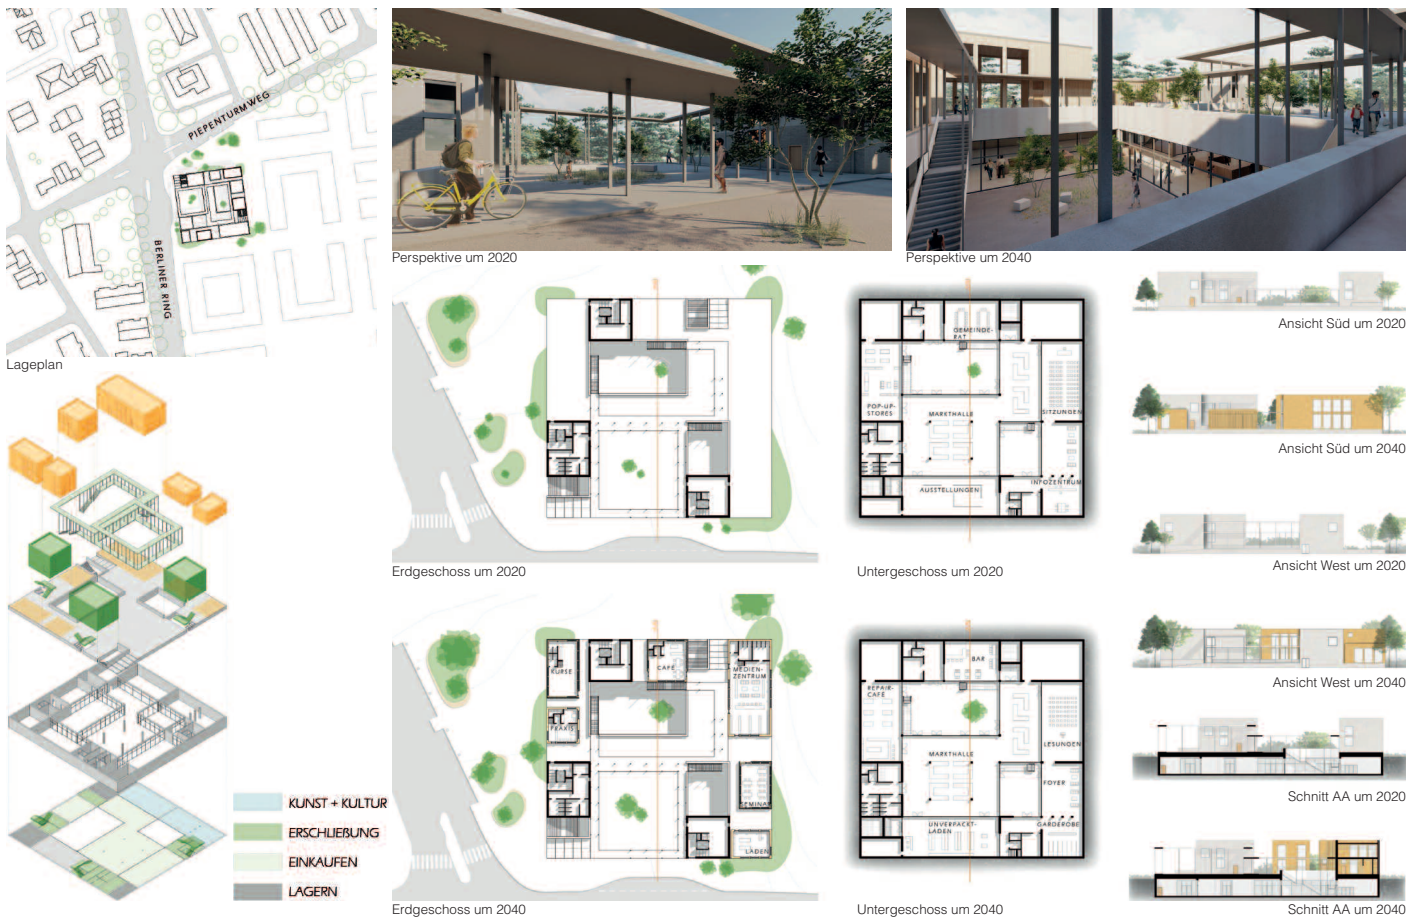 PIEPENTURMWEG
BERLINER RING
Lageplan
Perspektive um 2020
Perspektive um 2040
GEMEINDE-
RAT
POP-UP-
STORES
MARKTHALLE
SITZUNGEN
AUSSTELLUNGEN
INFOZENTRUM
Erdgeschoss um 2020
Untergeschoss um 2020
Ansicht Süd um 2020
Ansicht Süd um 2040
Ansicht West um 2020
Ansicht West um 2040
Schnitt AA um 2020
Schnitt AA um 2040
KUNST + KULTUR
ERSCHLIEßUNG
EINKAUFEN
LAGERN
KURSE
CAFÉ
MEDIEN-
ZENTRUM
PRAXIS
SEMINAR
LADEN
Erdgeschoss um 2040
BAR
REPAIR-
CAFÉ
LESUNGEN
MARKTHALLE
FOYER
UNVERPACKT-
LADEN
GARDEROBE
Untergeschoss um 2040